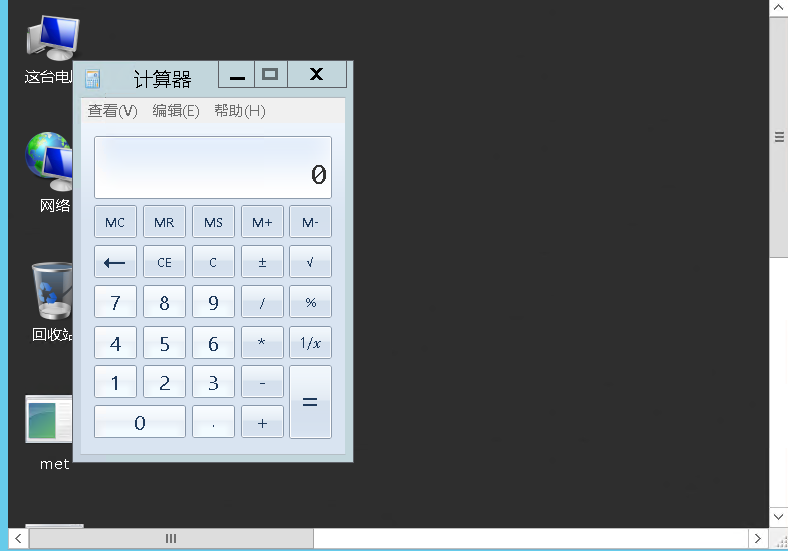 这台电
网络
回收站
met
计算器
查看(V) 编辑(E) 帮助(H)
0
MC MR MS M+ M-
← CE C ± √
7 8 9 / %
4 5 6 * 1/x
1 2 3 - =
0 . +